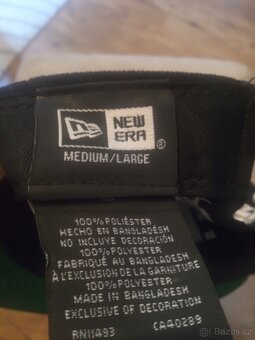 NEW
ERA®
MEDIUM/LARGE
100% POLIÉSTER
HECHO EN BANGLADESH
NO INCLUYE DECORACIÓN
100% POLYESTER
FABRIQUÉ AU BANGLADESH
À L'EXCLUSION DE LA GARNITURE
100% POLYESTER
MADE IN BANGLADESH
EXCLUSIVE OF DECORATION
RN11493 CA40289
sbazar.cz